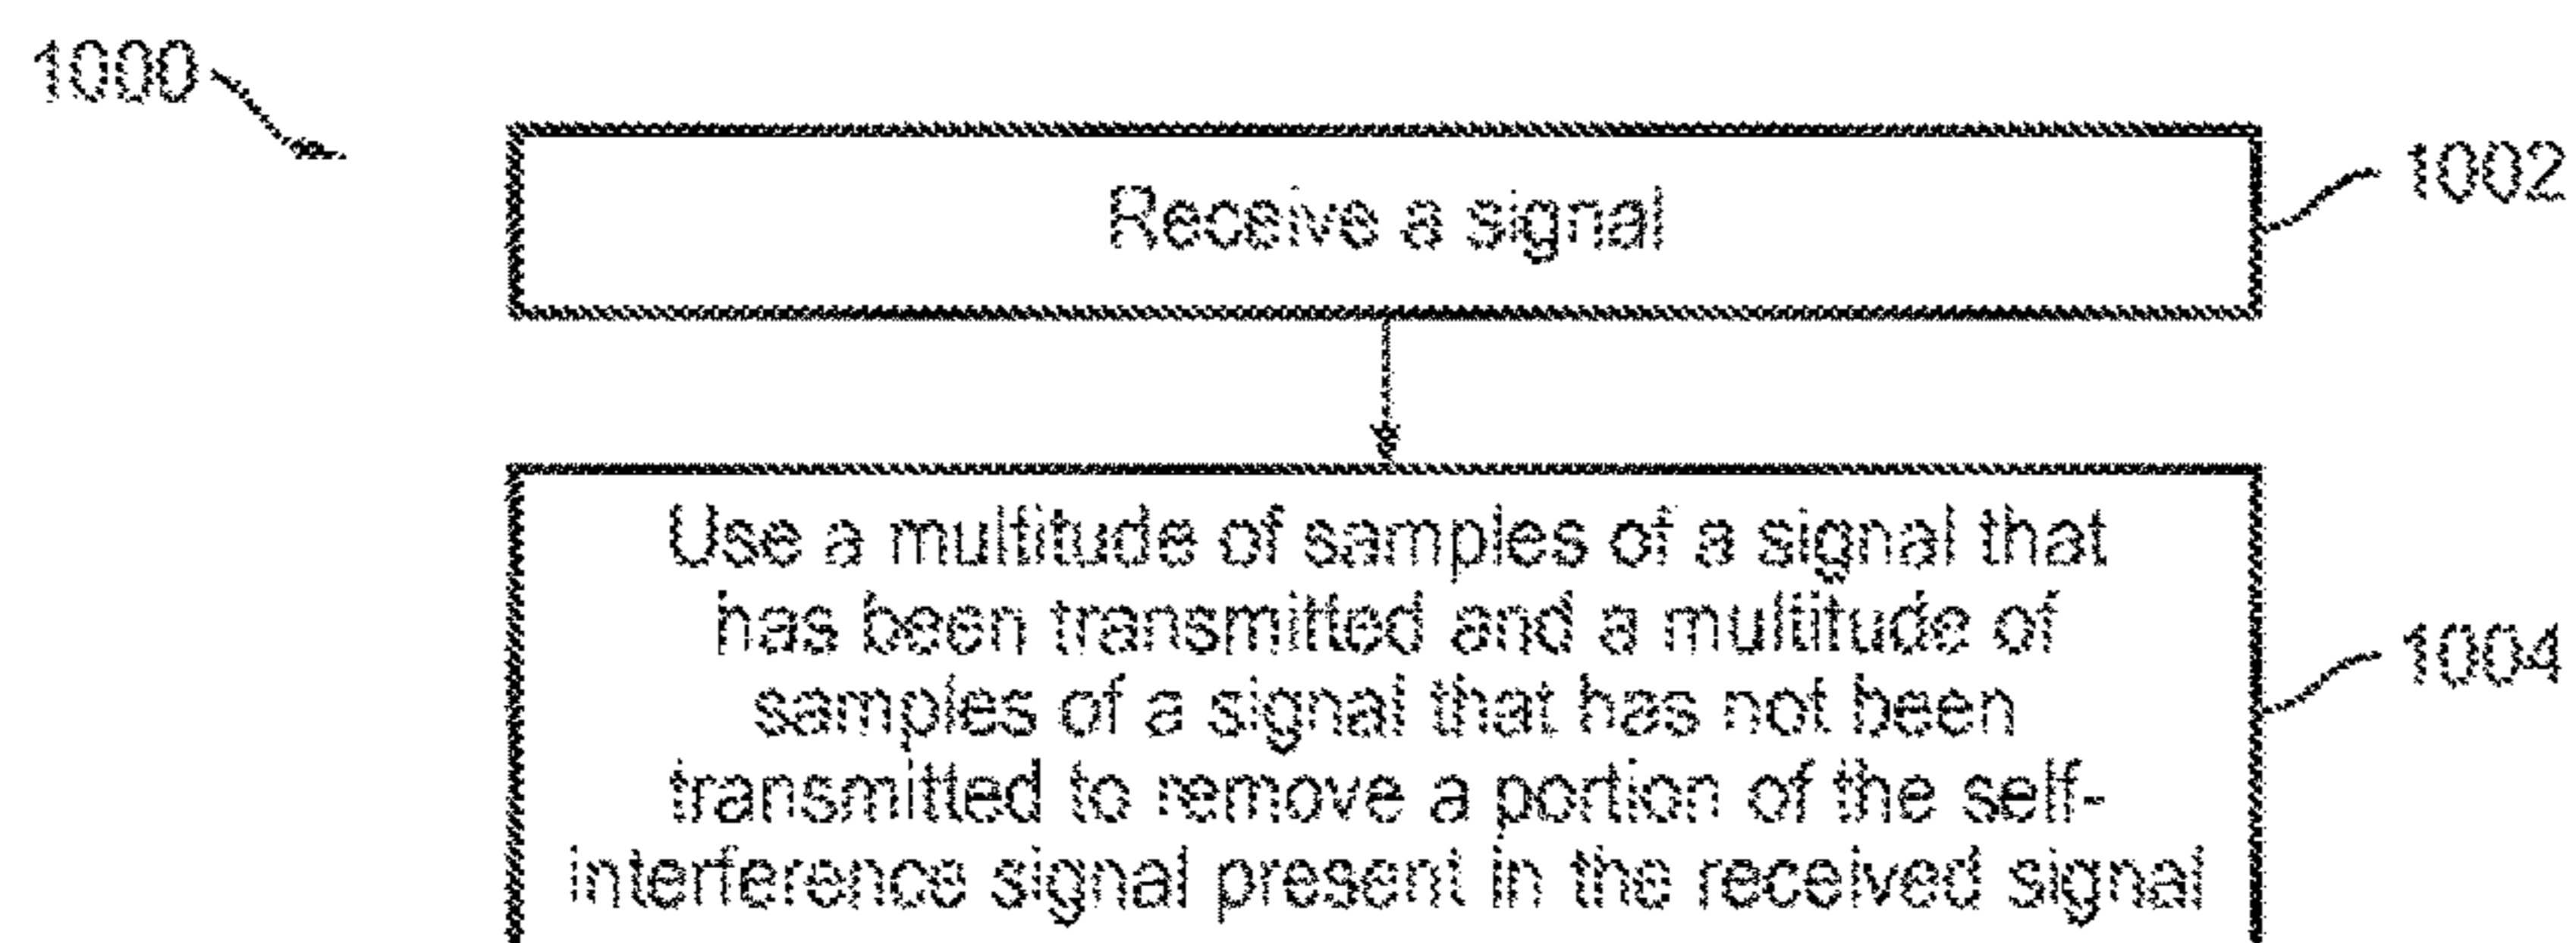 1000
Receive a signal
1002
Use a multitude of samples of a signal that
has been transmitted and a multitude of
samples of a signal that has not been
transmitted to remove a portion of the self-
interference signal present in the received signal
1004